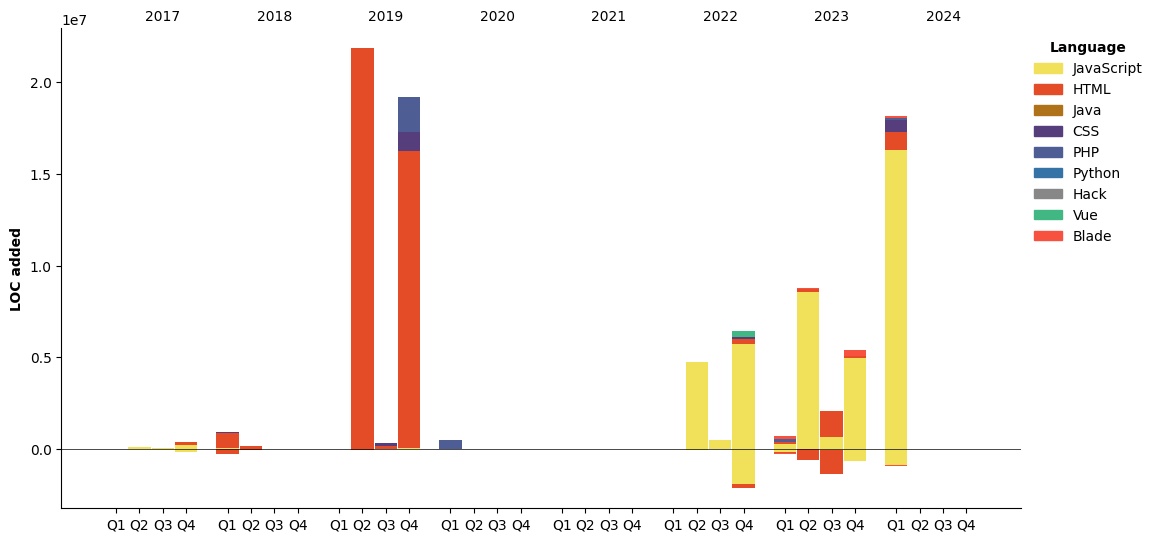 2017 2018 2019 2020 2021 2022 2023 2024
1e7
2.0
1.5
1.0
0.5
0.0
LOC added
Q1 Q2 Q3 Q4 Q1 Q2 Q3 Q4 Q1 Q2 Q3 Q4 Q1 Q2 Q3 Q4 Q1 Q2 Q3 Q4 Q1 Q2 Q3 Q4 Q1 Q2 Q3 Q4 Q1 Q2 Q3 Q4
Language
JavaScript
HTML
Java
CSS
PHP
Python
Hack
Vue
Blade